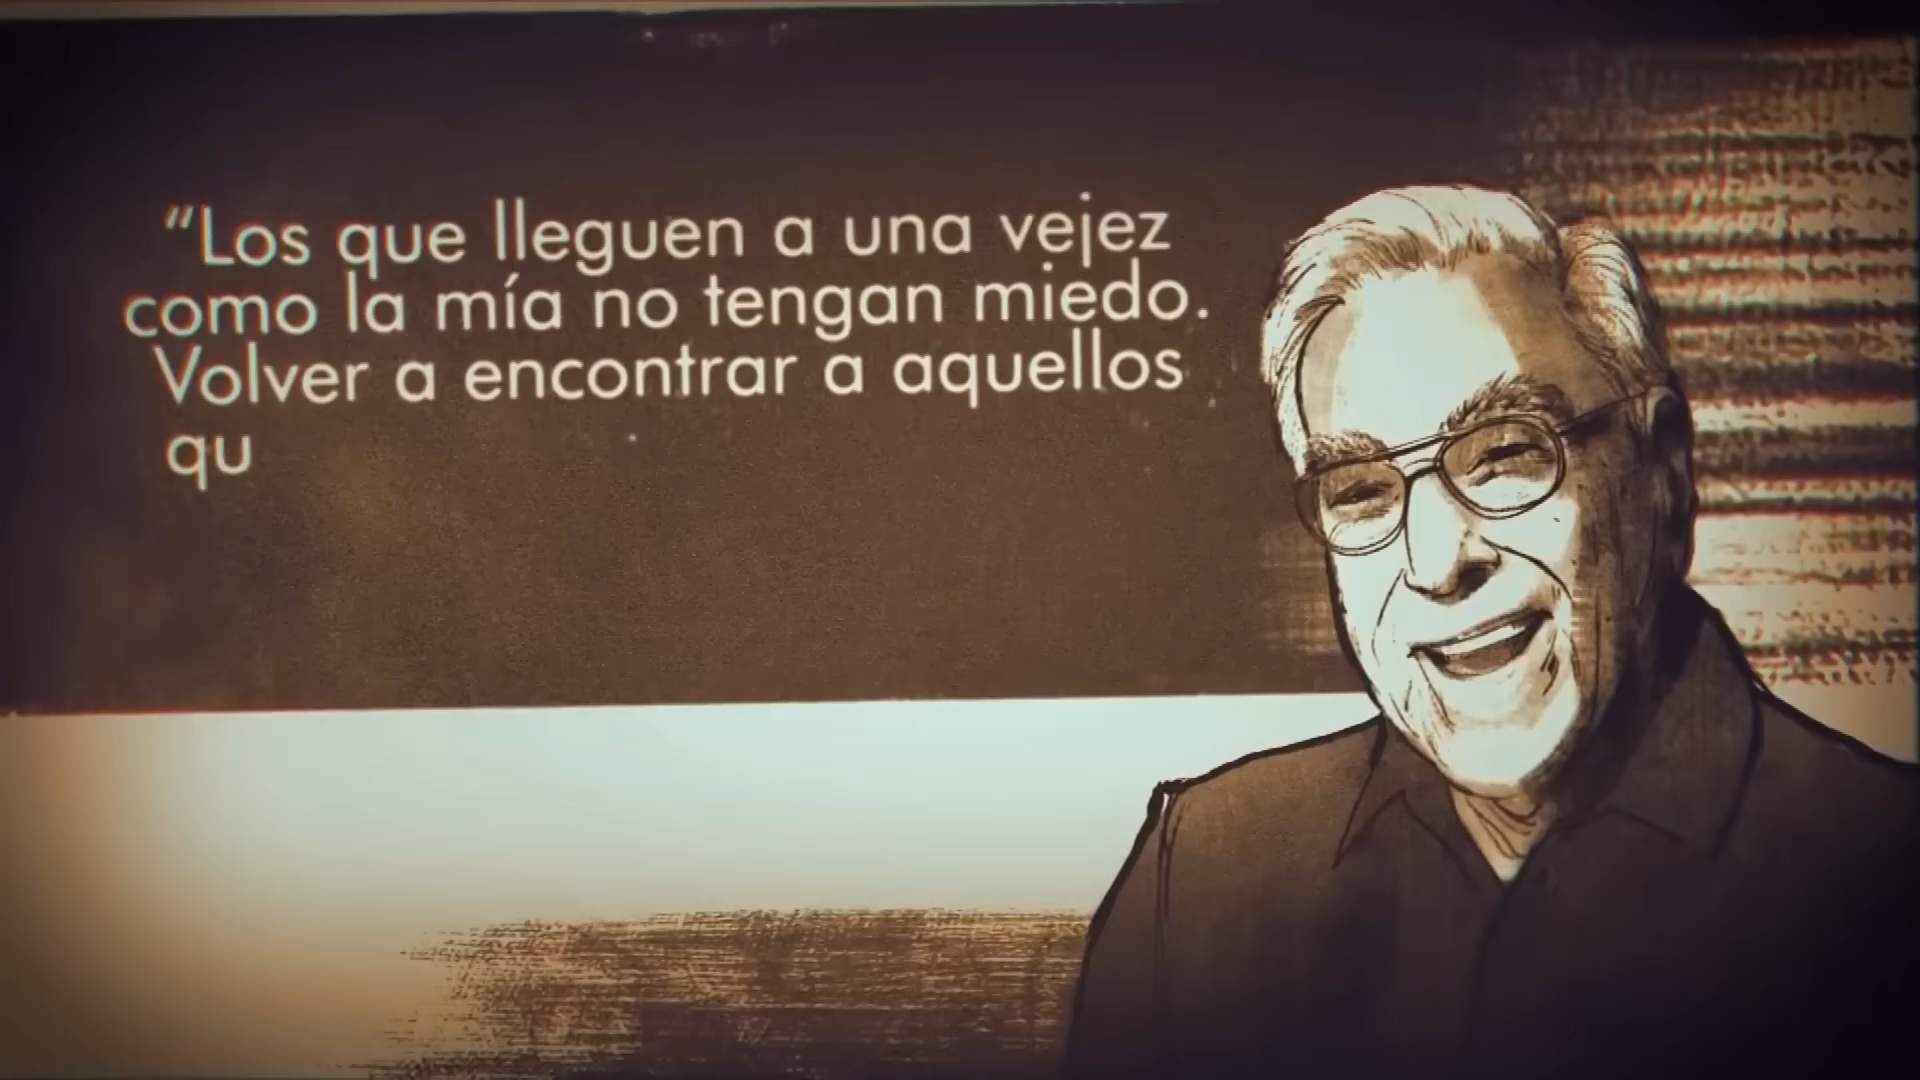 “Los que lleguen a una vejez
como la mía no tengan miedo.
Volver a encontrar a aquellos
qu